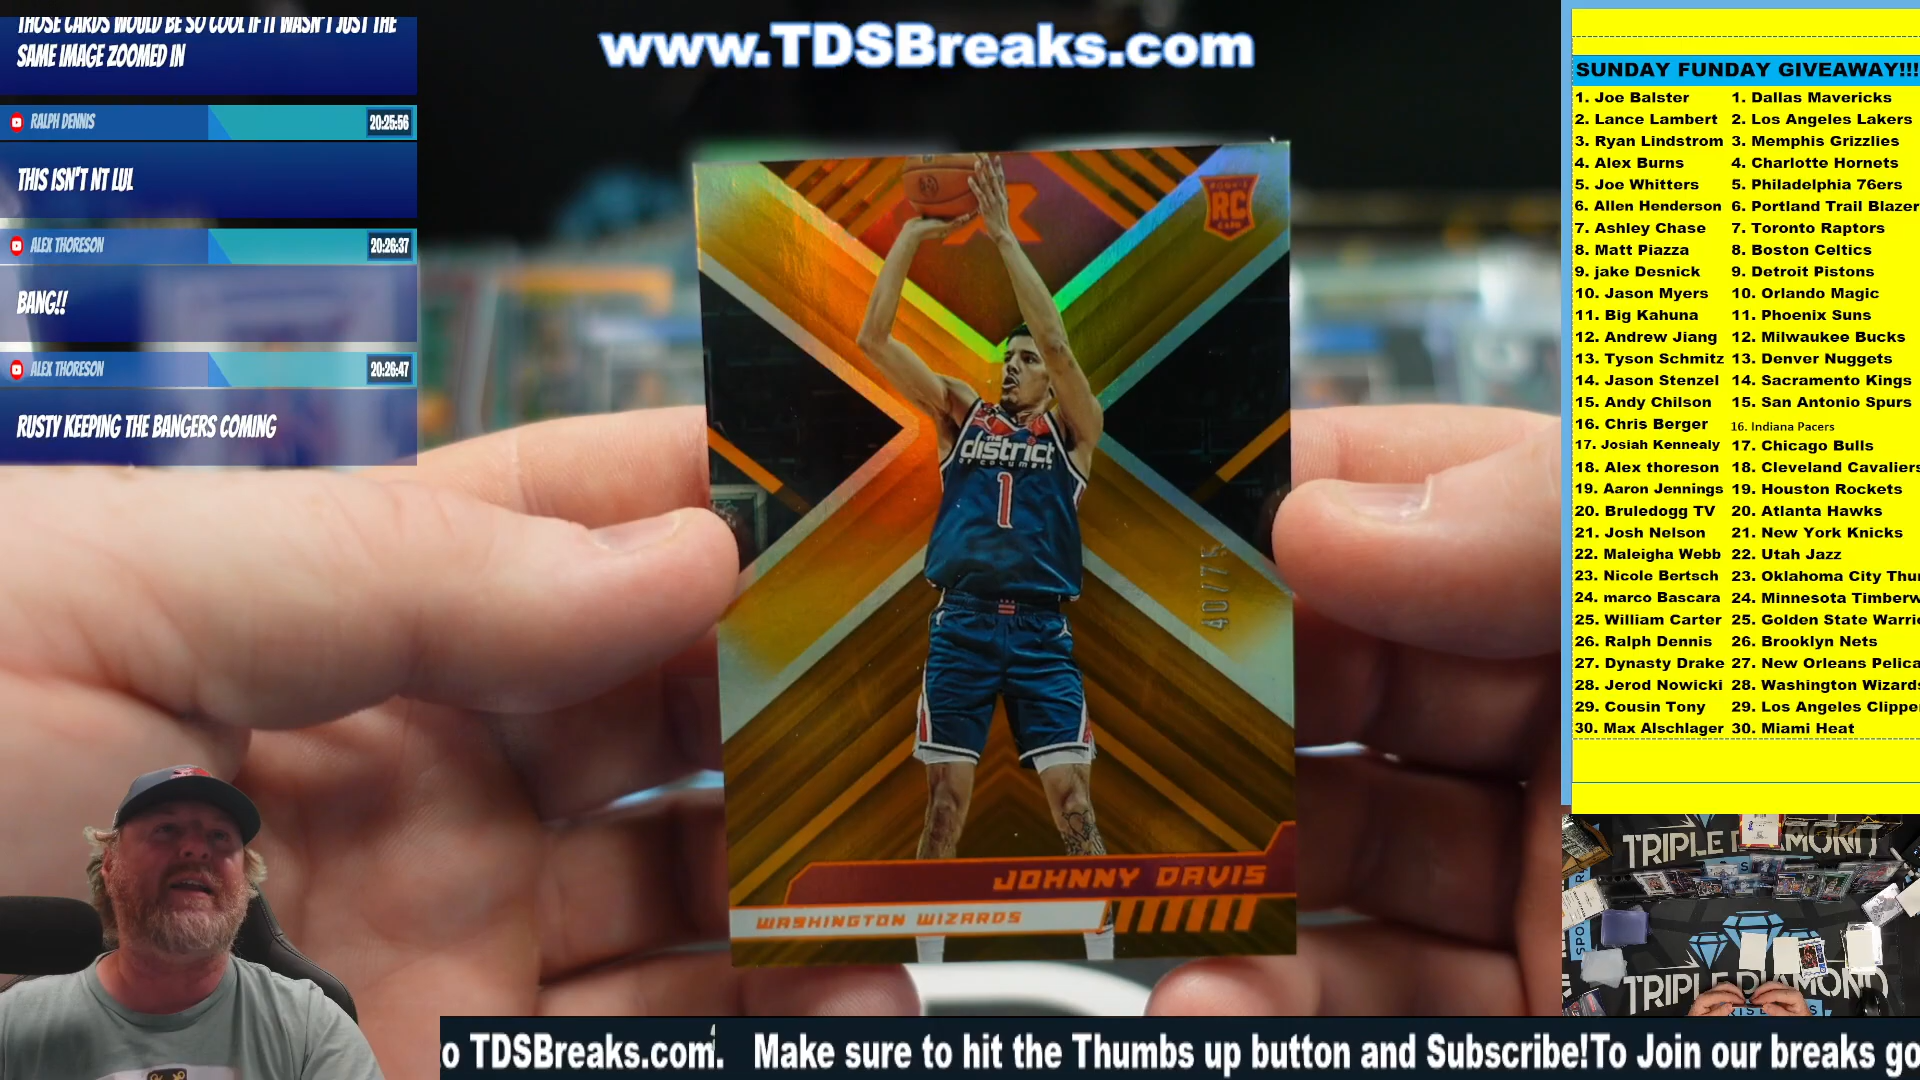 THOSE CARDS WOULD BE SO COOL IF IT WASN'T JUST THE
SAME IMAGE ZOOMED IN
RALPH DENNIS 20:25:56
THIS ISN'T NT LUL
ALEX THORESON 20:26:37
BANG!!
ALEX THORESON 20:26:47
RUSTY KEEPING THE BANGERS COMING
www.TDSBreaks.com
RC
the
district
OF COLUMBIA
1
40/75
JOHNNY DAVIS
WASHINGTON WIZARDS
SUNDAY FUNDAY GIVEAWAY!!!
1. Joe Balster 1. Dallas Mavericks
2. Lance Lambert 2. Los Angeles Lakers
3. Ryan Lindstrom 3. Memphis Grizzlies
4. Alex Burns 4. Charlotte Hornets
5. Joe Whitters 5. Philadelphia 76ers
6. Allen Henderson 6. Portland Trail Blazer
7. Ashley Chase 7. Toronto Raptors
8. Matt Piazza 8. Boston Celtics
9. jake Desnick 9. Detroit Pistons
10. Jason Myers 10. Orlando Magic
11. Big Kahuna 11. Phoenix Suns
12. Andrew Jiang 12. Milwaukee Bucks
13. Tyson Schmitz 13. Denver Nuggets
14. Jason Stenzel 14. Sacramento Kings
15. Andy Chilson 15. San Antonio Spurs
16. Chris Berger 16. Indiana Pacers
17. Josiah Kennealy 17. Chicago Bulls
18. Alex thoreson 18. Cleveland Cavaliers
19. Aaron Jennings 19. Houston Rockets
20. Bruledogg TV 20. Atlanta Hawks
21. Josh Nelson 21. New York Knicks
22. Maleigha Webb 22. Utah Jazz
23. Nicole Bertsch 23. Oklahoma City Thu
24. marco Bascara 24. Minnesota Timberw
25. William Carter 25. Golden State Warri
26. Ralph Dennis 26. Brooklyn Nets
27. Dynasty Drake 27. New Orleans Pelica
28. Jerod Nowicki 28. Washington Wizards
29. Cousin Tony 29. Los Angeles Clippe
30. Max Alschlager 30. Miami Heat
TRIPLE DIAMOND
TRIPLE DIAMOND
o TDSBreaks.com. Make sure to hit the Thumbs up button and Subscribe!To Join our breaks go